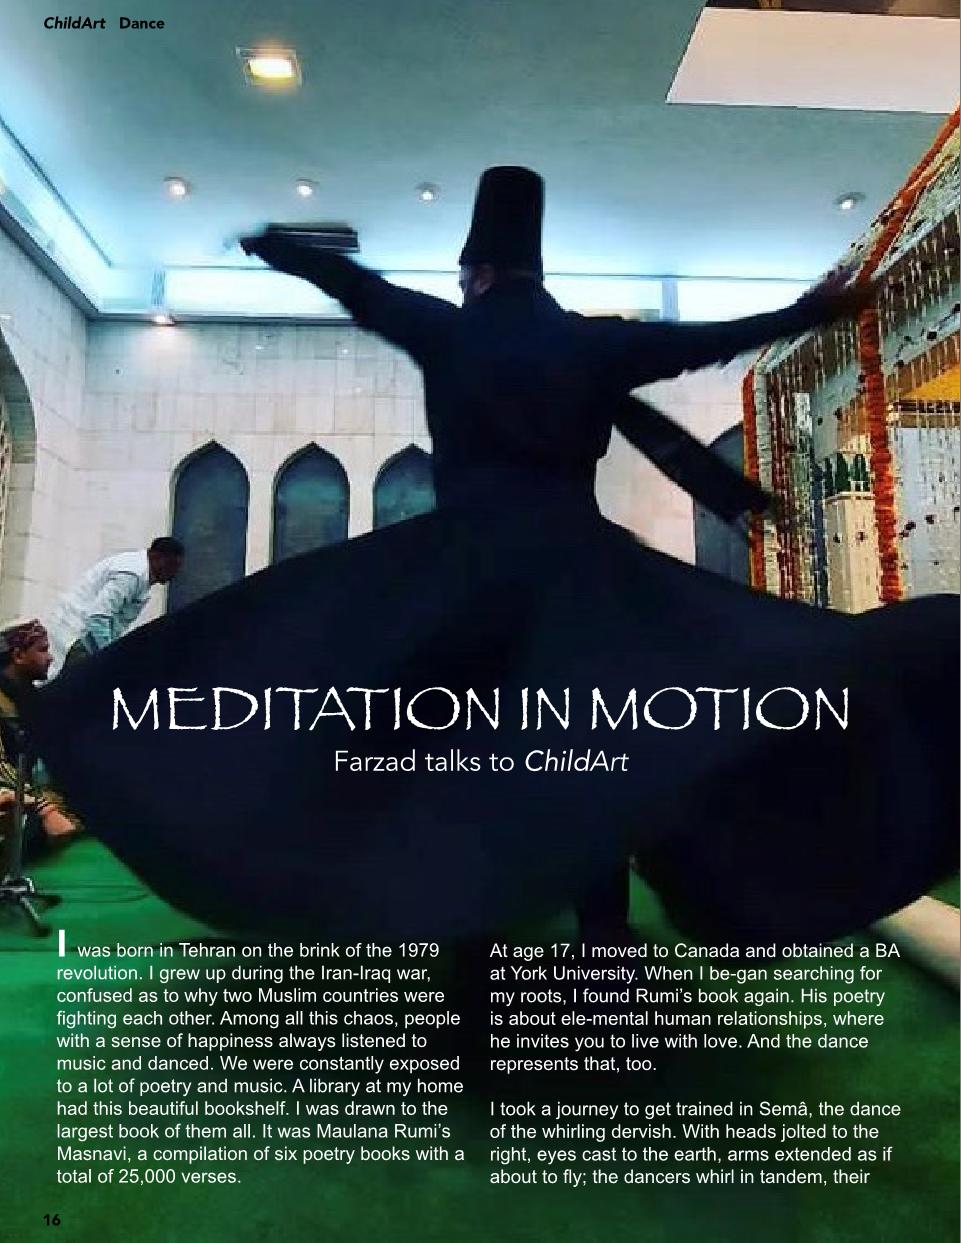 ChildArt Dance
MEDITATION IN MOTION
Farzad talks to ChildArt
I was born in Tehran on the brink of the 1979
revolution. I grew up during the Iran-Iraq war,
confused as to why two Muslim countries were
fighting each other. Among all this chaos, people
with a sense of happiness always listened to
music and danced. We were constantly exposed
to a lot of poetry and music. A library at my home
had this beautiful bookshelf. I was drawn to the
largest book of them all. It was Maulana Rumi’s
Masnavi, a compilation of six poetry books with a
total of 25,000 verses.
At age 17, I moved to Canada and obtained a BA
at York University. When I be-gan searching for
my roots, I found Rumi’s book again. His poetry
is about ele-mental human relationships, where
he invites you to live with love. And the dance
represents that, too.
I took a journey to get trained in Semâ, the dance
of the whirling dervish. With heads jolted to the
right, eyes cast to the earth, arms extended as if
about to fly; the dancers whirl in tandem, their
16